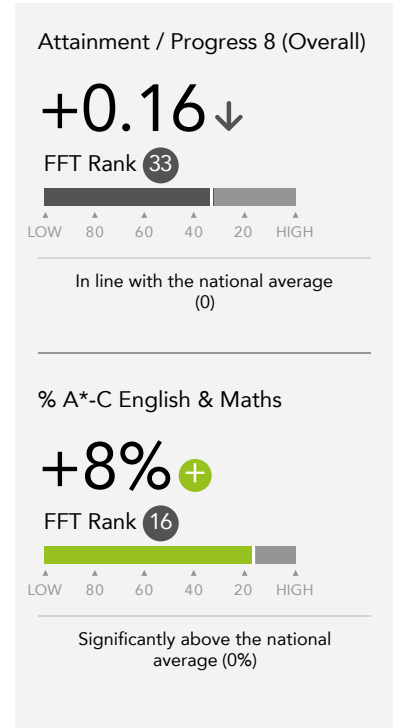 Attainment / Progress 8 (Overall)
+0.16
FFT Rank 33
LOW 80 60 40 20 HIGH
In line with the national average
(0)
% A*-C English & Maths
+8% +
FFT Rank 16
LOW 80 60 40 20 HIGH
Significantly above the national
average (0%)